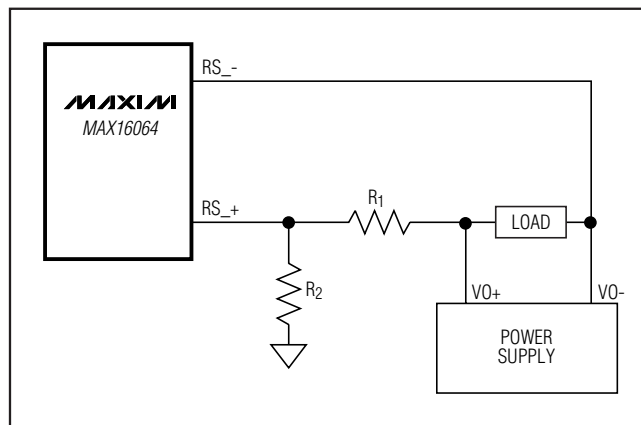 RS_-
MAXIM
MAX16064
RS_+
R1
LOAD
R2
VO+
VO-
POWER
SUPPLY